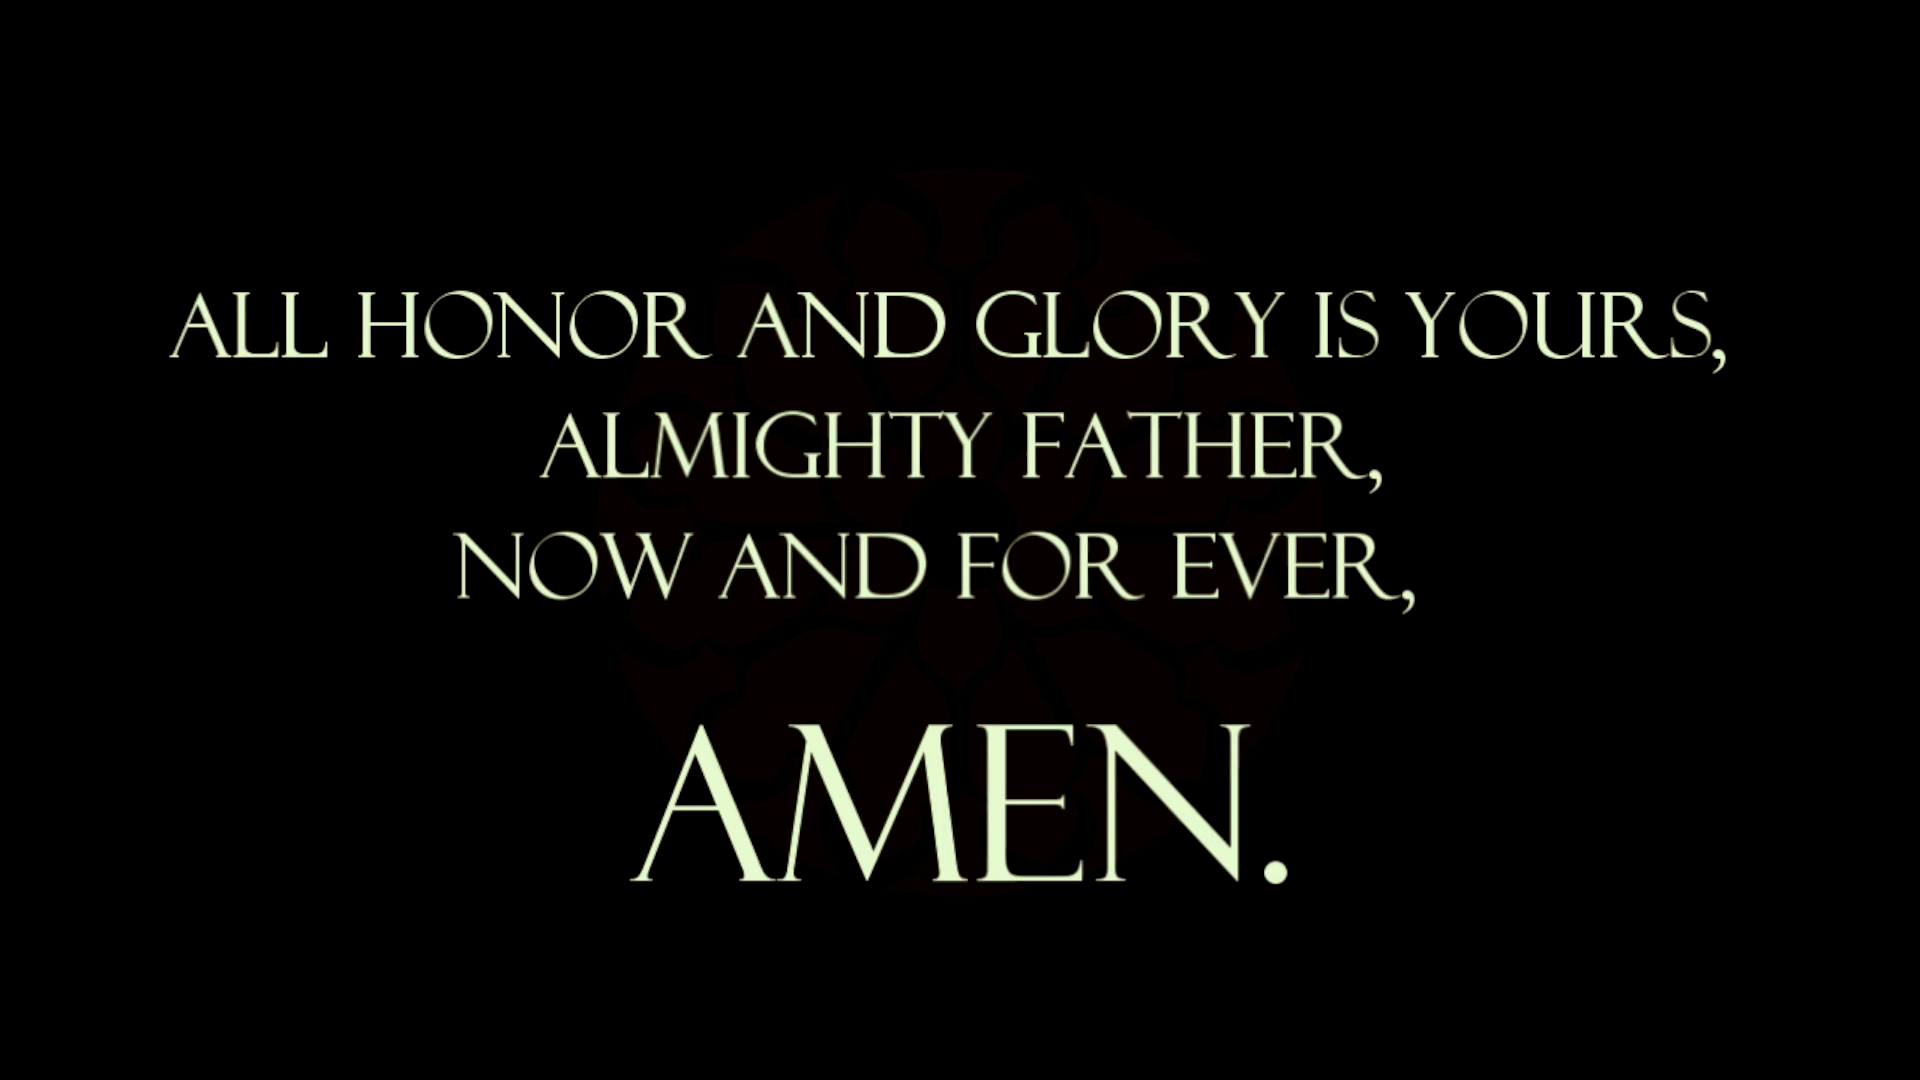 ALL HONOR AND GLORY IS YOURS,
ALMIGHTY FATHER,
NOW AND FOR EVER,
AMEN.